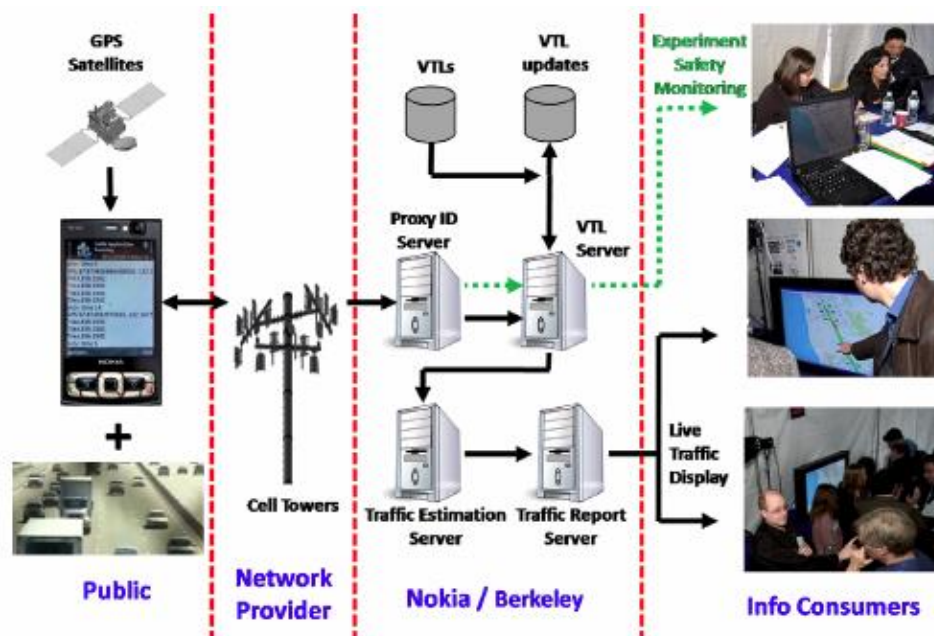 GPS
Satellites
VTLs
VTL
updates
Experiment
Safety
Monitoring
Proxy ID
Server
VTL
Server
NOKIA
+
Cell Towers
Live
Traffic
Display
Traffic Estimation
Server
Traffic Report
Server
Public
Network
Provider
Nokia / Berkeley
Info Consumers